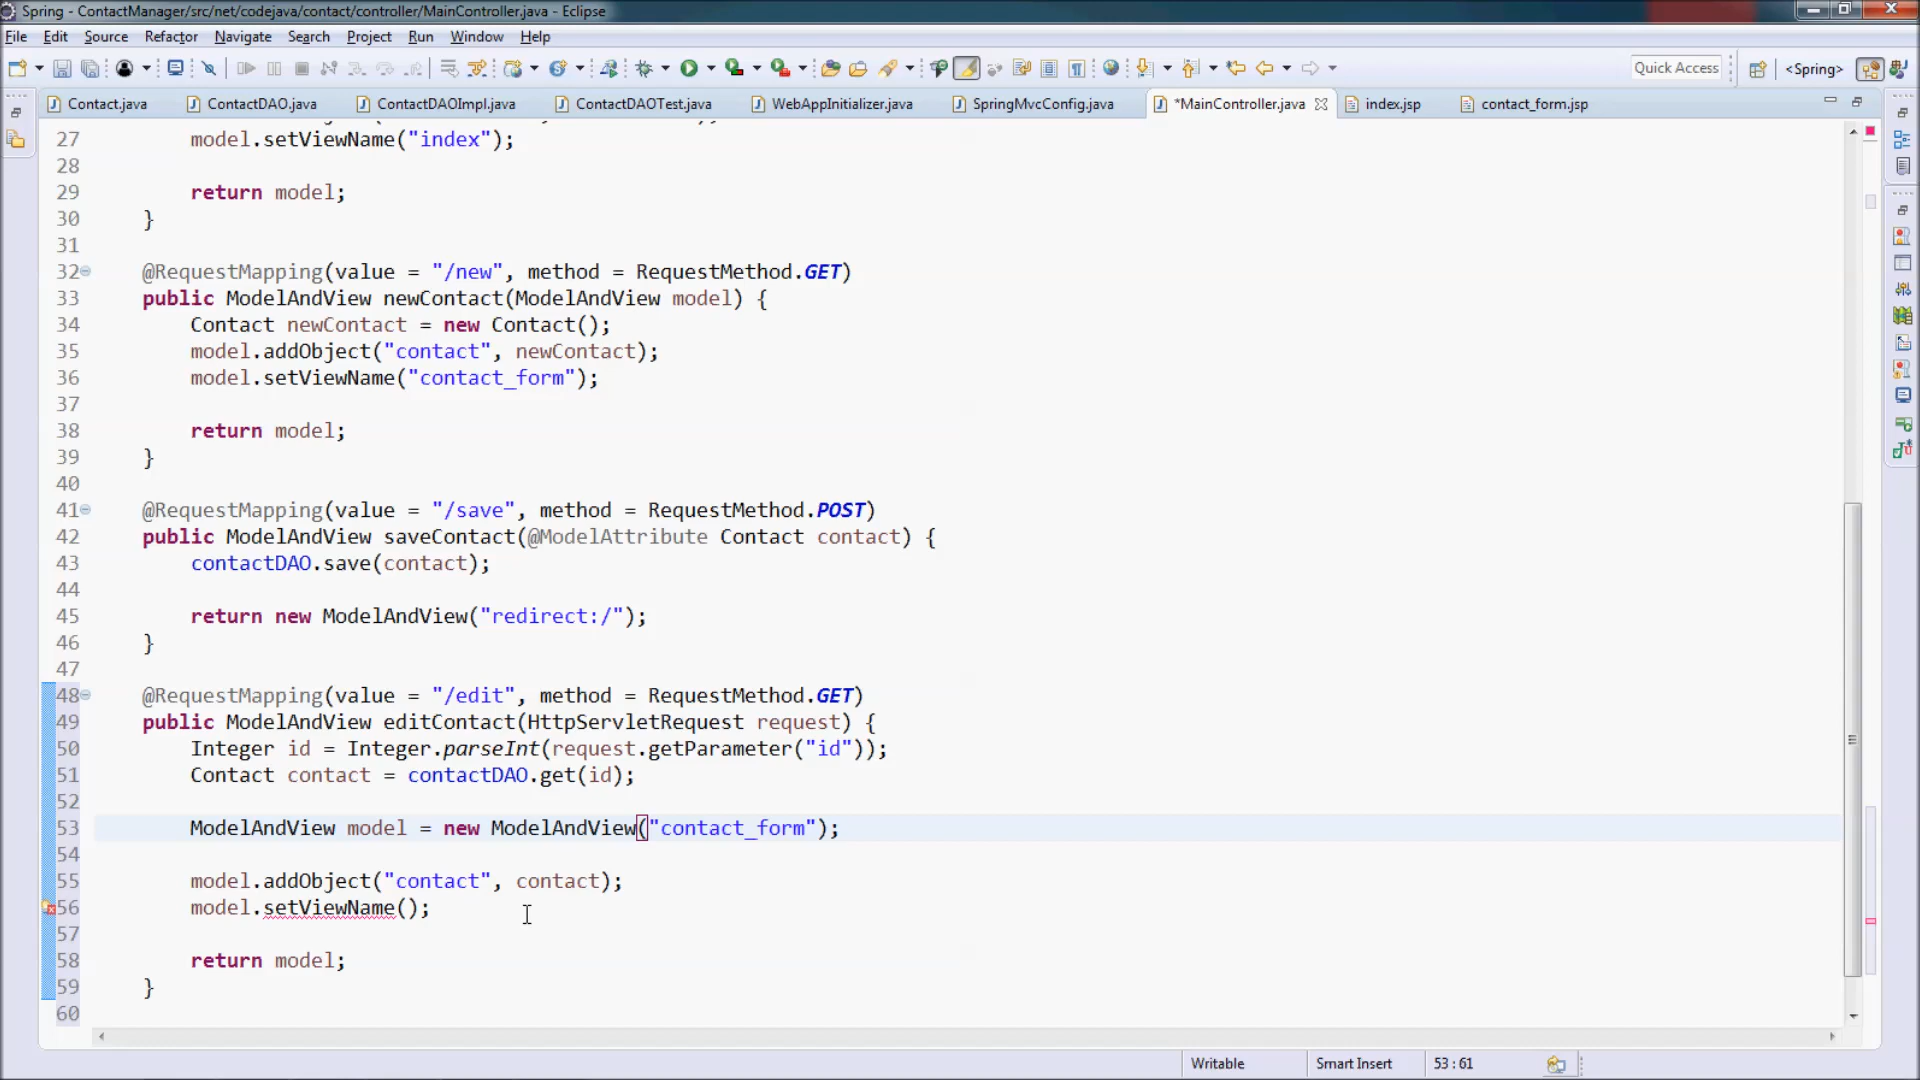 Spring - ContactManager/src/net/codejava/contact/controller/MainController.java - Eclipse
File Edit Source Refactor Navigate Search Project Run Window Help
Quick Access <Spring>
Contact.java ContactDAO.java ContactDAOImpl.java ContactDAOTest.java WebAppInitializer.java SpringMvcConfig.java *MainController.java index.jsp contact_form.jsp
27 model.setViewName("index");
28
29 return model;
30 }
31
32 @RequestMapping(value = "/new", method = RequestMethod.GET)
33 public ModelAndView newContact(ModelAndView model) {
34 Contact newContact = new Contact();
35 model.addObject("contact", newContact);
36 model.setViewName("contact_form");
37
38 return model;
39 }
40
41 @RequestMapping(value = "/save", method = RequestMethod.POST)
42 public ModelAndView saveContact(@ModelAttribute Contact contact) {
43 contactDAO.save(contact);
44
45 return new ModelAndView("redirect:/");
46 }
47
48 @RequestMapping(value = "/edit", method = RequestMethod.GET)
49 public ModelAndView editContact(HttpServletRequest request) {
50 Integer id = Integer.parseInt(request.getParameter("id"));
51 Contact contact = contactDAO.get(id);
52
53 ModelAndView model = new ModelAndView("contact_form");
54
55 model.addObject("contact", contact);
56 model.setViewName();
57
58 return model;
59 }
60
Writable Smart Insert 53 : 61